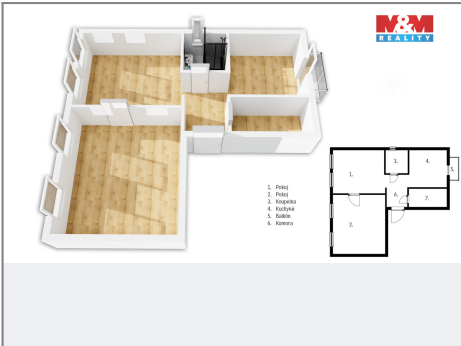 M&M
REALITY
1. Pokoj
2. Pokoj
3. Koupelna
4. Kuchyně
5. Balkón
6. Komora
1.
2.
3.
4.
5.
6.
7.